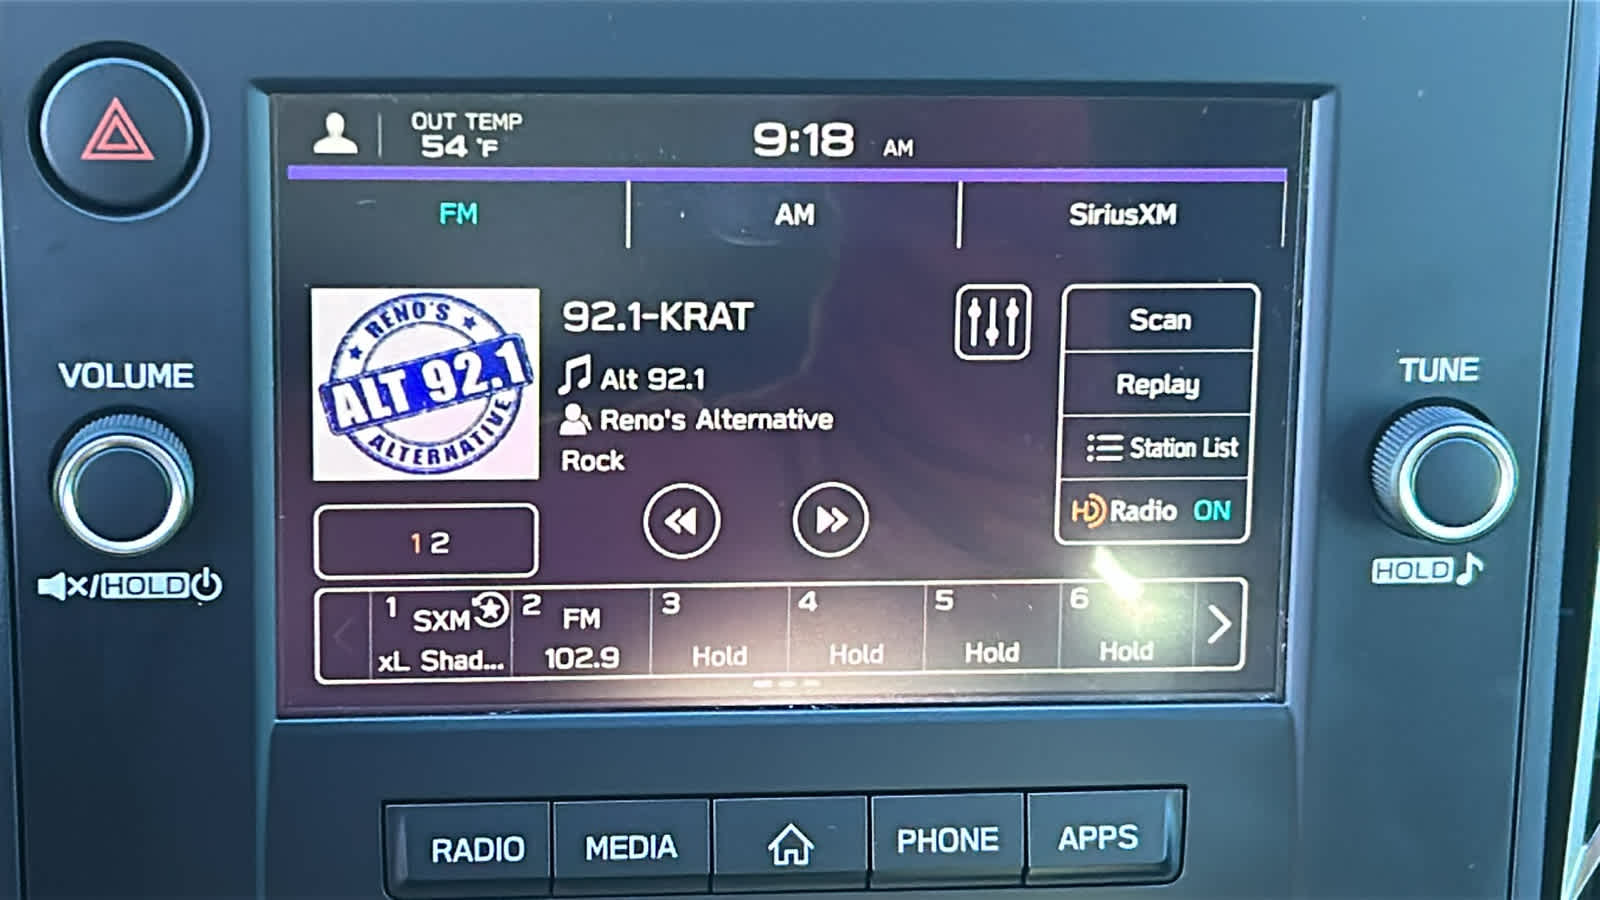 OUT TEMP
54 °F
9:18 AM
FM
AM
SiriusXM
RENO'S
ALT 92.1
ALTERNATIVE
92.1-KRAT
Alt 92.1
Reno's Alternative
Rock
Scan
Replay
Station List
HD Radio ON
1 2
1 SXM
xL Shad...
2 FM
102.9
3
Hold
4
Hold
5
Hold
6
Hold
VOLUME
/HOLD
TUNE
HOLD
RADIO
MEDIA
PHONE
APPS